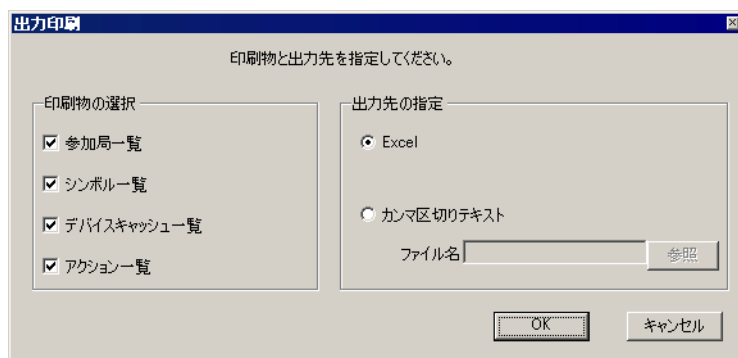 出力印刷
印刷物と出力先を指定してください。
印刷物の選択
参加局一覧
シンボル一覧
デバイスキャッシュ一覧
アクション一覧
出力先の指定
Excel
カンマ区切りテキスト
ファイル名 参照
OK キャンセル